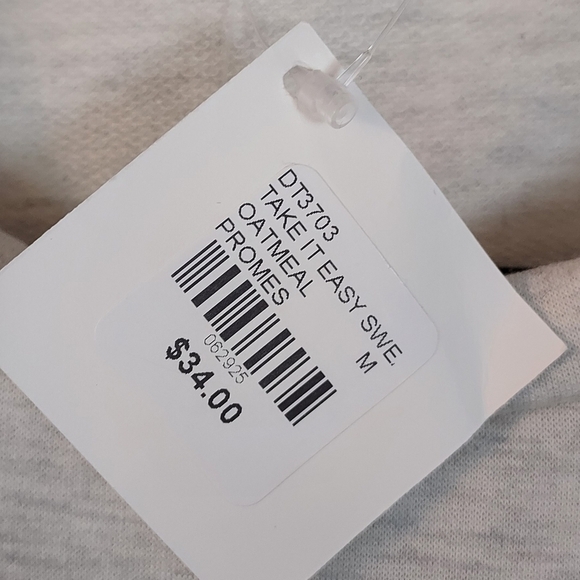 DT3703
TAKE IT EASY SWE.
OATMEAL M
PROMES
062925
$34.00